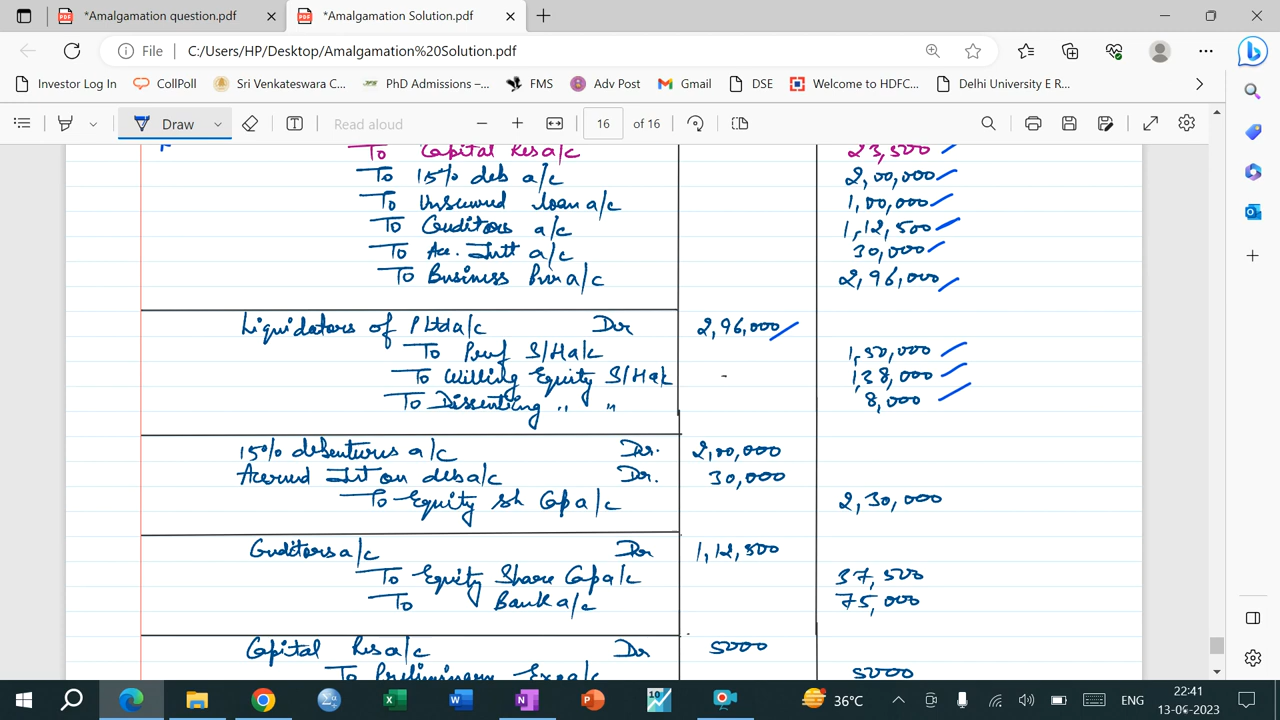 *Amalgamation question.pdf
*Amalgamation Solution.pdf
File C:/Users/HP/Desktop/Amalgamation%20Solution.pdf
Investor Log In CollPoll Sri Venkateswara C... PhD Admissions –... FMS Adv Post Gmail DSE Welcome to HDFC... Delhi University E R...
Draw Read aloud 16 of 16
To Capital Res a/c 23,500
To 15% deb a/c 2,00,000
To Unsecured loan a/c 1,00,000
To Creditors a/c 1,12,500
To Ac. Intt a/c 30,000
To Business Pur a/c 2,96,000
Liquidators of P Ltd a/c Dr 2,96,000
To Pref S/H a/c 1,50,000
To Willing Equity S/H a/c 1,38,000
To Dissenting " " 8,000
15% debentures a/c Dr. 2,00,000
Accrued Int on deb a/c Dr. 30,000
To Equity Sh Cap a/c 2,30,000
Creditors a/c Dr 1,12,500
To Equity Share Cap a/c 37,500
To Bank a/c 75,000
Capital Res a/c Dr 5000
To Preliminary Exp a/c 5000
36°C ENG 22:41
13-06-2023